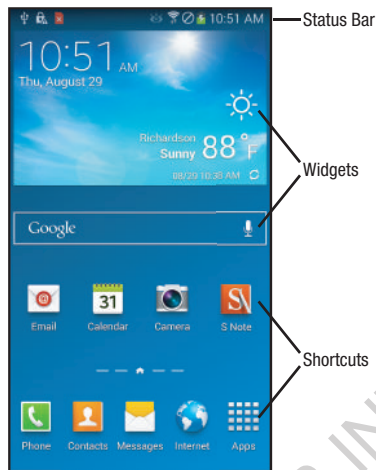 10:51 AM
Status Bar
10:51 AM
Thu, August 29
Richardson
Sunny 88°F
08/29 10:38 AM
Widgets
Google
31
Email Calendar Camera S Note
Shortcuts
Phone Contacts Messages Internet Apps